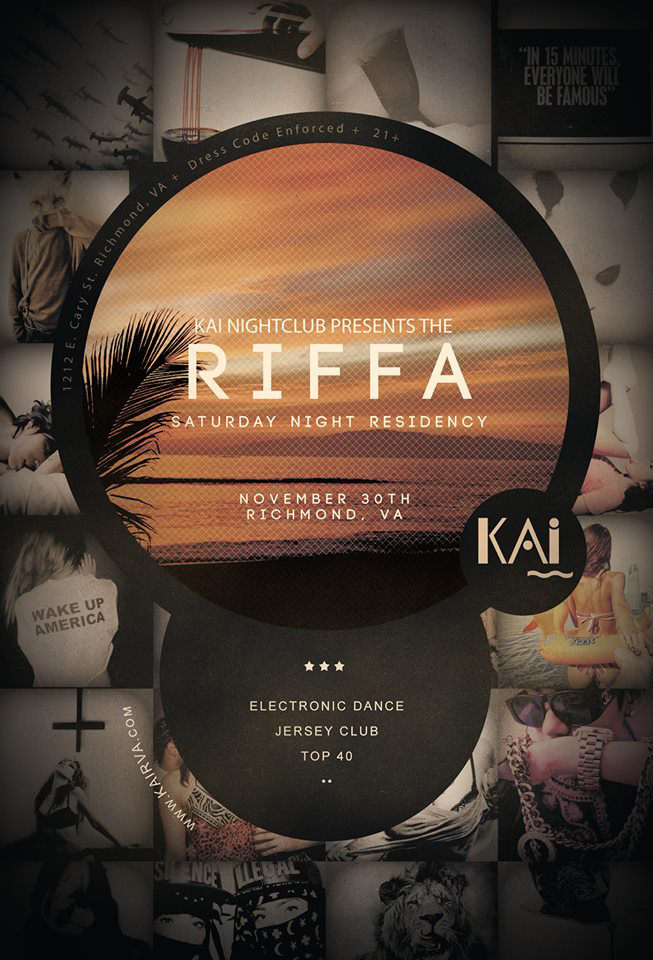 "IN 15 MINUTES,
EVERYONE WILL
BE FAMOUS"
1212 E. Cary St. Richmond, VA + Dress Code Enforced + 21+
KAI NIGHTCLUB PRESENTS THE
RIFFA
SATURDAY NIGHT RESIDENCY
NOVEMBER 30TH
RICHMOND, VA
KAi
WAKE UP
AMERICA
ELECTRONIC DANCE
JERSEY CLUB
TOP 40
WWW.KAIRVA.COM
SILENCE ILLEGAL